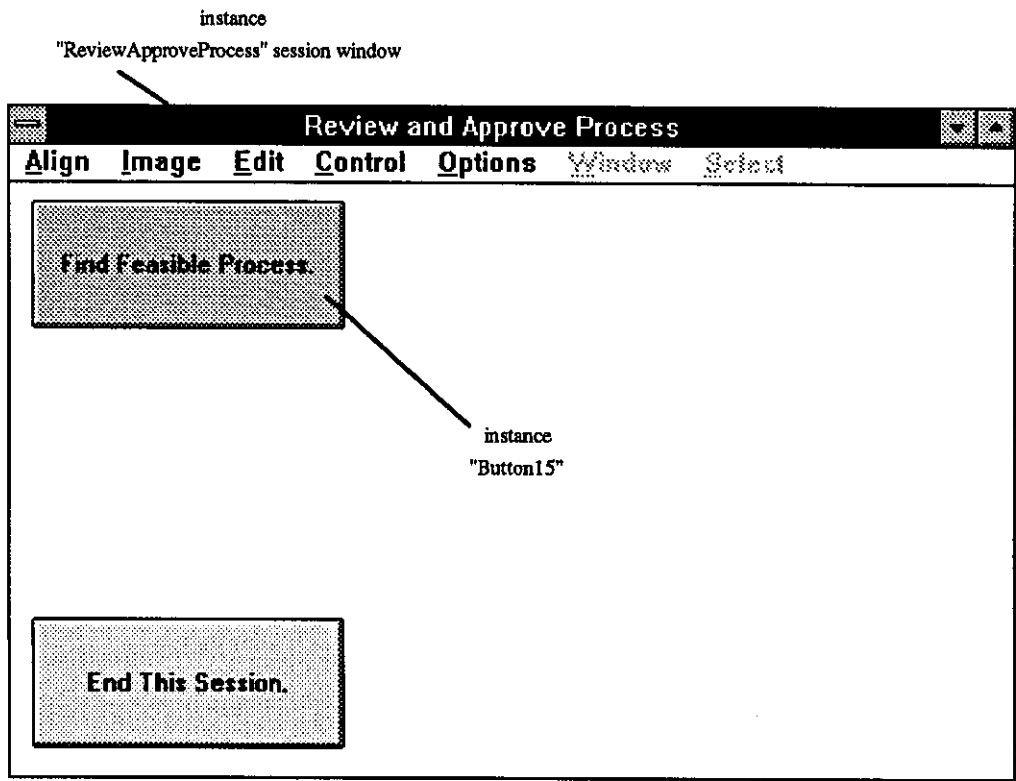 instance
"ReviewApproveProcess" session window
Review and Approve Process
Align Image Edit Control Options Window Select
Find Feasible Process.
instance
"Button15"
End This Session.